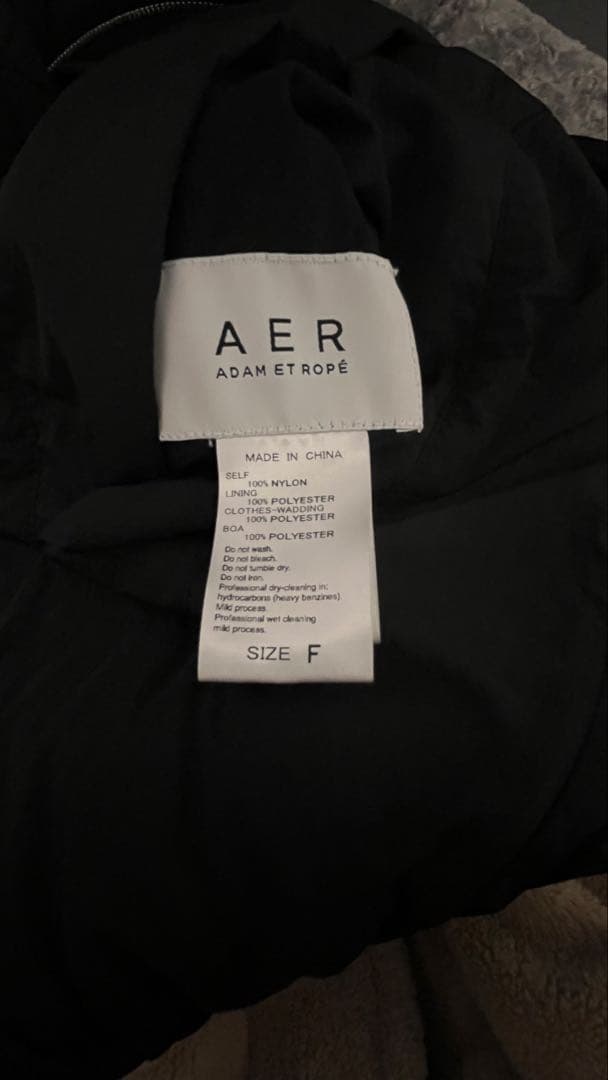 AER
ADAM ET ROPÉ
MADE IN CHINA
SELF
100% NYLON
LINING
100% POLYESTER
CLOTHES-WADDING
100% POLYESTER
BOA
100% POLYESTER
Do not wash.
Do not bleach.
Do not tumble dry.
Do not iron.
Professional dry-cleaning in:
hydrocarbons (heavy benzines).
Mild process.
Professional wet cleaning
mild process.
SIZE F